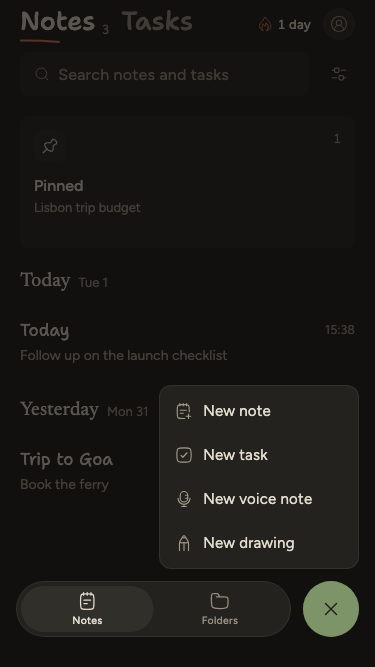 Notes 3 Tasks
1 day
Search notes and tasks
1
Pinned
Lisbon trip budget
Today Tue 1
Today 15:38
Follow up on the launch checklist
Yesterday Mon 31
Trip to Goa
Book the ferry
New note
New task
New voice note
New drawing
Notes
Folders